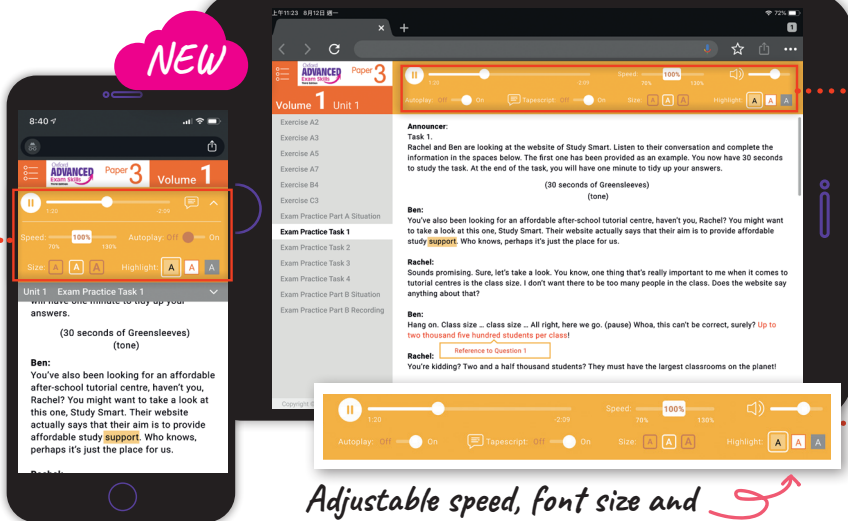 NEW
8:40
Oxford
ADVANCED
Exam Skills
Third Edition
Paper 3
Volume 1
1:20
-2:09
Speed: 100%
70% 130%
Autoplay: Off On
Size: A A A
Highlight: A A A
Unit 1 Exam Practice Task 1
will have one minute to tidy up your
answers.
(30 seconds of Greensleeves)
(tone)
Ben:
You've also been looking for an affordable
after-school tutorial centre, haven't you,
Rachel? You might want to take a look at
this one, Study Smart. Their website
actually says that their aim is to provide
affordable study support. Who knows,
perhaps it's just the place for us.
Rachel:
上午11:23 8月12日 週一
72%
1
Oxford
ADVANCED
Exam Skills
Third Edition
Paper 3
Volume 1 Unit 1
Exercise A2
Exercise A3
Exercise A5
Exercise A7
Exercise B4
Exercise C3
Exam Practice Part A Situation
Exam Practice Task 1
Exam Practice Task 2
Exam Practice Task 3
Exam Practice Task 4
Exam Practice Part B Situation
Exam Practice Part B Recording
Copyright ©
1:20
-2:09
Speed: 100%
70% 130%
Autoplay: Off On
Tapescript: Off On
Size: A A A
Highlight: A A A
Announcer:
Task 1.
Rachel and Ben are looking at the website of Study Smart. Listen to their conversation and complete the
information in the spaces below. The first one has been provided as an example. You now have 30 seconds
to study the task. At the end of the task, you will have one minute to tidy up your answers.
(30 seconds of Greensleeves)
(tone)
Ben:
You've also been looking for an affordable after-school tutorial centre, haven't you, Rachel? You might want
to take a look at this one, Study Smart. Their website actually says that their aim is to provide affordable
study support. Who knows, perhaps it's just the place for us.
Rachel:
Sounds promising. Sure, let's take a look. You know, one thing that's really important to me when it comes to
tutorial centres is the class size. I don't want there to be too many people in the class. Does the website say
anything about that?
Ben:
Hang on. Class size ... class size ... All right, here we go. (pause) Whoa, this can't be correct, surely? Up to
two thousand five hundred students per class!
Reference to Question 1
Rachel:
You're kidding? Two and a half thousand students? They must have the largest classrooms on the planet!
1:20
-2:09
Speed: 100%
70% 130%
Autoplay: Off On
Tapescript: Off On
Size: A A A
Highlight: A A A
Adjustable speed, font size and